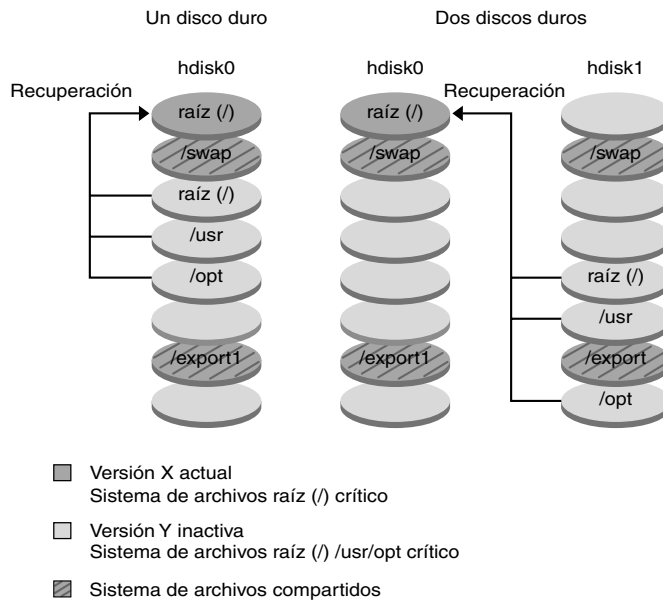 Un disco duro
Dos discos duros
hdisk0
hdisk0
hdisk1
Recuperación
Recuperación
raíz (/)
/swap
raíz (/)
/usr
/opt
/export1
raíz (/)
/swap
/export1
/swap
raíz (/)
/usr
/export
/opt
Versión X actual
Sistema de archivos raíz (/) crítico
Versión Y inactiva
Sistema de archivos raíz (/) /usr/opt crítico
Sistema de archivos compartidos